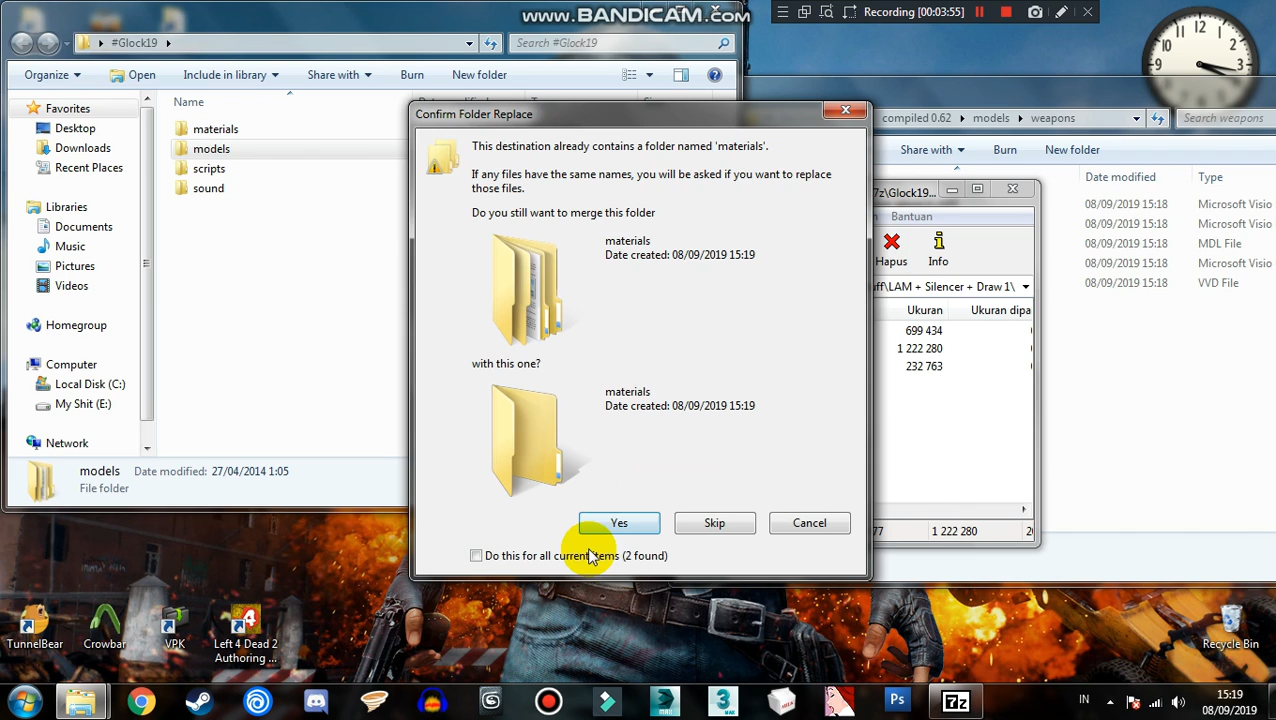 www.BANDICAM.com
Recording [00:03:55]
#Glock19
Search #Glock19
Organize
Open
Include in library
Share with
Burn
New folder
Name
Favorites
Desktop
Downloads
Recent Places
Libraries
Documents
Music
Pictures
Videos
Homegroup
Computer
Local Disk (C:)
My Shit (E:)
Network
materials
models
scripts
sound
models
Date modified: 27/04/2014 1:05
File folder
Confirm Folder Replace
This destination already contains a folder named 'materials'.
If any files have the same names, you will be asked if you want to replace
those files.
Do you still want to merge this folder
materials
Date created: 08/09/2019 15:19
with this one?
materials
Date created: 08/09/2019 15:19
Yes
Skip
Cancel
Do this for all current items (2 found)
compiled 0.62
models
weapons
Search weapons
Share with
Burn
New folder
Date modified
Type
08/09/2019 15:18
Microsoft Visio
08/09/2019 15:18
Microsoft Visio
08/09/2019 15:18
MDL File
08/09/2019 15:18
Microsoft Visio
08/09/2019 15:18
VVD File
7z\Glock19...
Bantuan
Hapus
Info
uff\LAM + Silencer + Draw 1\
Ukuran
Ukuran dipa
699 434
1 222 280
232 763
77
1 222 280
TunnelBear
Crowbar
VPK
Left 4 Dead 2
Authoring ...
Recycle Bin
IN
15:19
08/09/2019